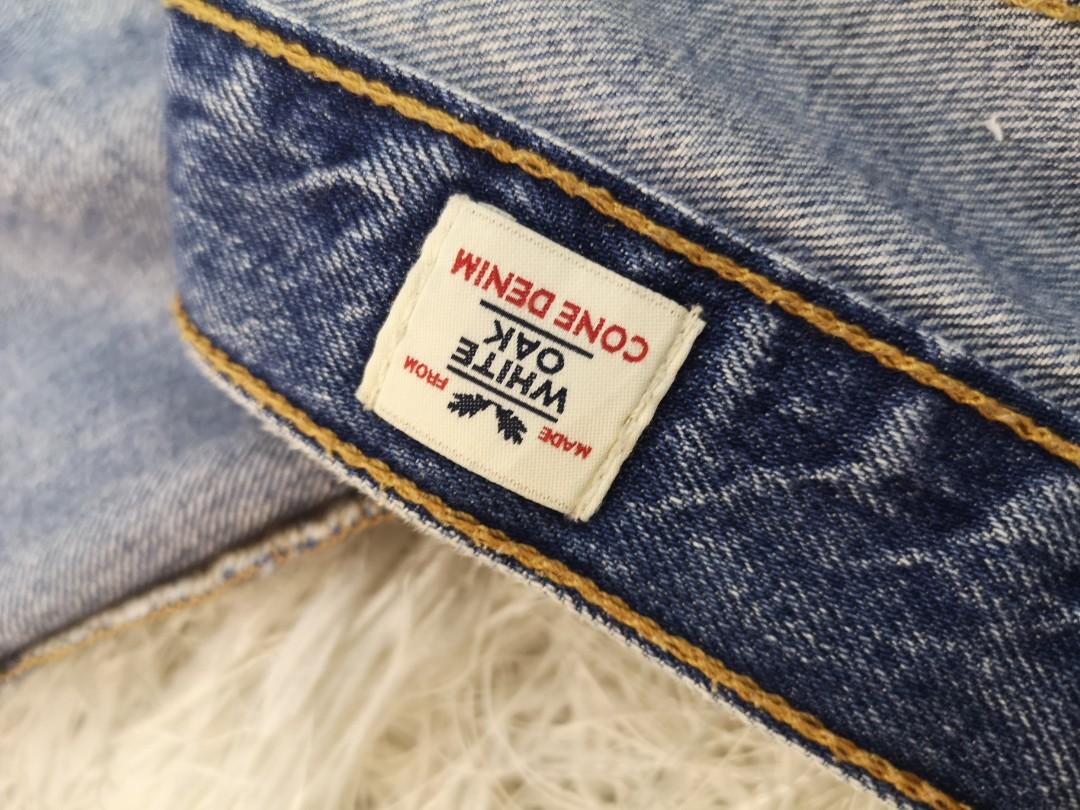 MADE FROM
WHITE
OAK
CONE DENIM